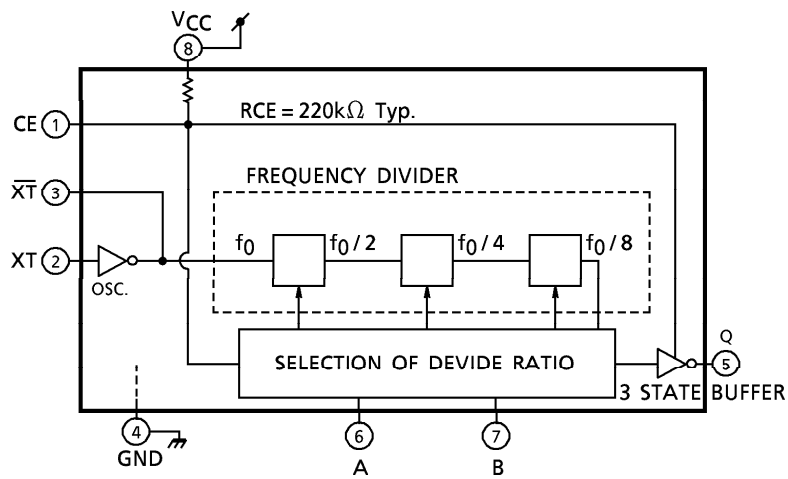 VCC
8
CE 1
RCE = 220kΩ Typ.
XT 3
FREQUENCY DIVIDER
f0
f0/2
f0/4
f0/8
XT 2
OSC.
SELECTION OF DEVIDE RATIO
Q
5
3 STATE BUFFER
4
GND
6
A
7
B